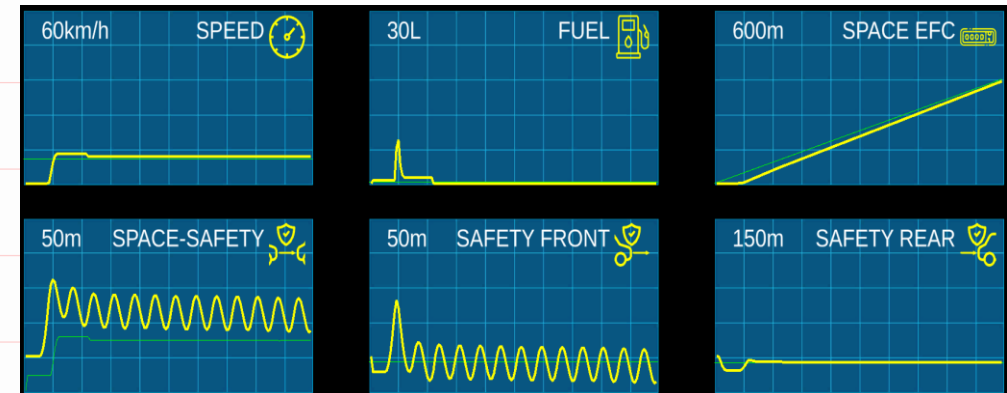 60km/h SPEED
30L FUEL
600m SPACE EFC
50m SPACE-SAFETY
50m SAFETY FRONT
150m SAFETY REAR